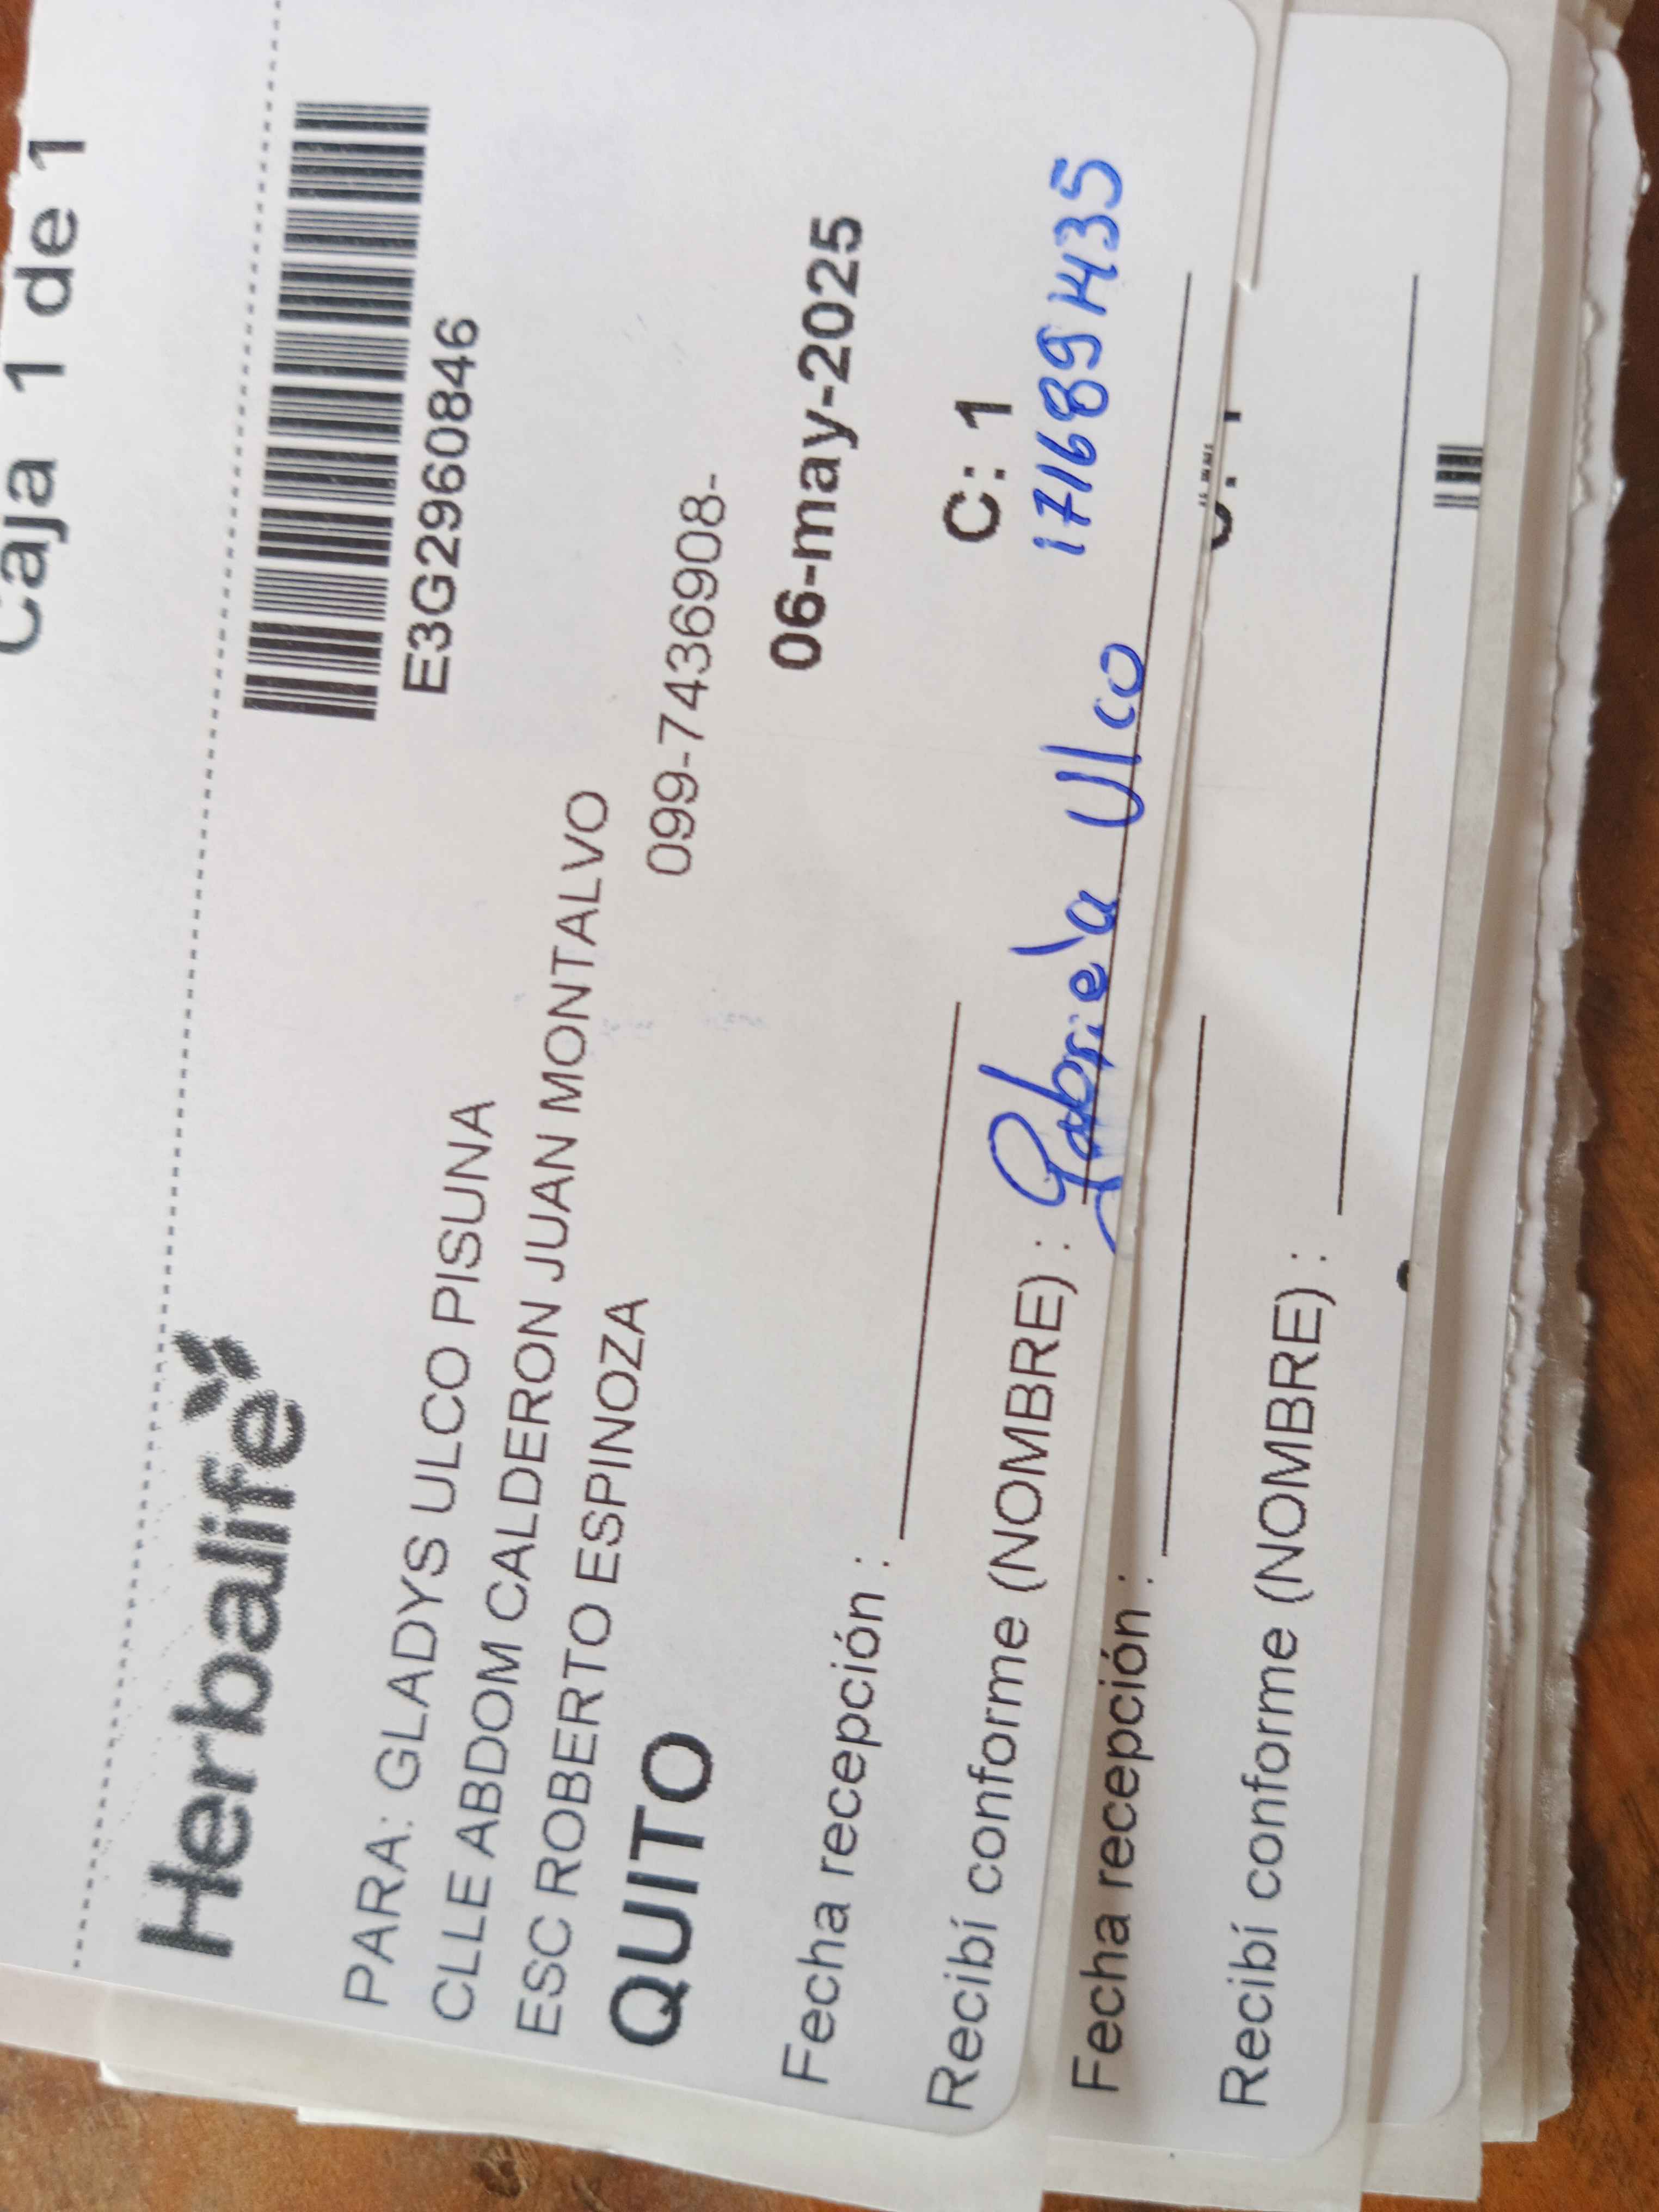 Caja 1 de 1
Herbalife
E3G2960846
PARA: GLADYS ULCO PISUNA
CLLE ABDOM CALDERON JUAN MONTALVO
ESC ROBERTO ESPINOZA
099-7436908-
QUITO
06-may-2025
Fecha recepción :
C: 1
Recibí conforme (NOMBRE) : Gabriela Ulco 1716891435
Fecha recepción :
Recibí conforme (NOMBRE) :